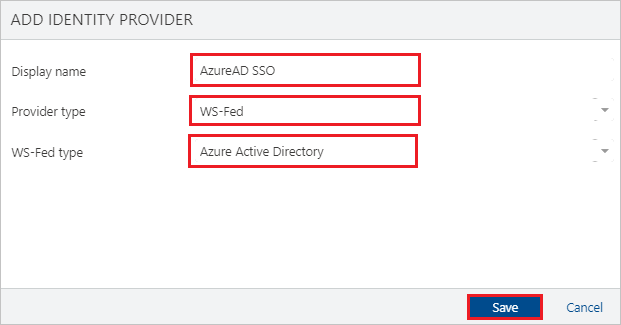 ADD IDENTITY PROVIDER
Display name AzureAD SSO
Provider type WS-Fed
WS-Fed type Azure Active Directory
Save Cancel